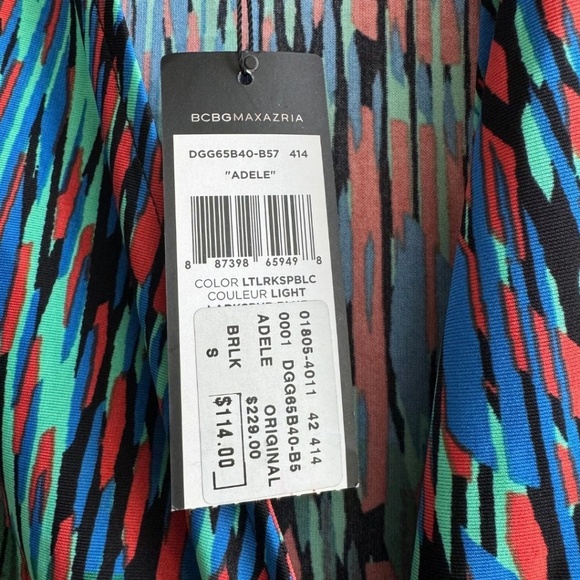 BCBGMAXAZRIA
DGG65B40-B57 414
"ADELE"
8 87398 65949 8
COLOR LTLRKSPBLC
COULEUR LIGHT
01805-4011 42 414
0001 DGG65B40-B5
ADELE ORIGINAL
$229.00
BRLK
S
$114.00